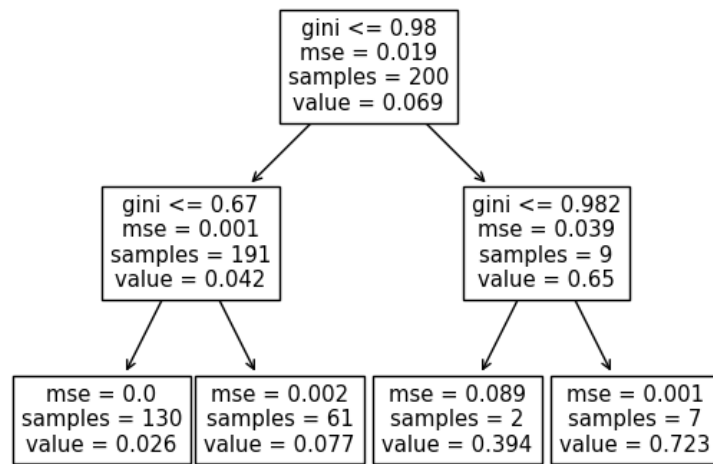 gini <= 0.98
mse = 0.019
samples = 200
value = 0.069
gini <= 0.67
mse = 0.001
samples = 191
value = 0.042
gini <= 0.982
mse = 0.039
samples = 9
value = 0.65
mse = 0.0
samples = 130
value = 0.026
mse = 0.002
samples = 61
value = 0.077
mse = 0.089
samples = 2
value = 0.394
mse = 0.001
samples = 7
value = 0.723